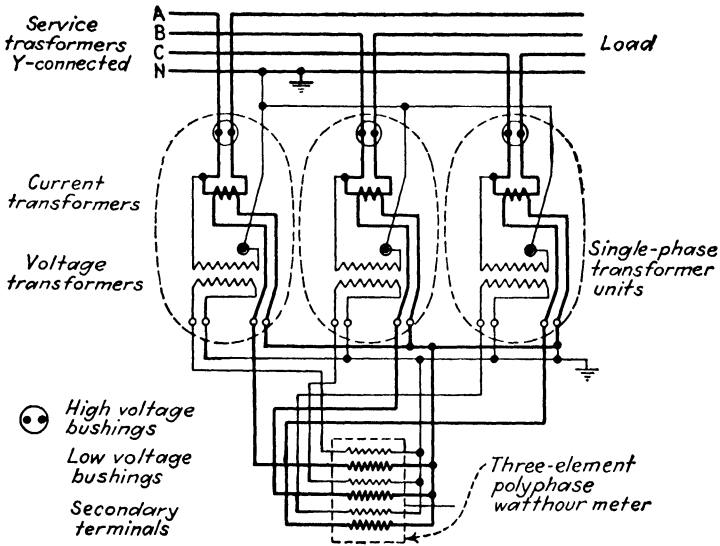 Service
trasformers
Y-connected
A
B
C
N
Load
Current
transformers
Voltage
transformers
Single-phase
transformer
units
High voltage
bushings
Low voltage
bushings
Secondary
terminals
Three-element
polyphase
watthour meter